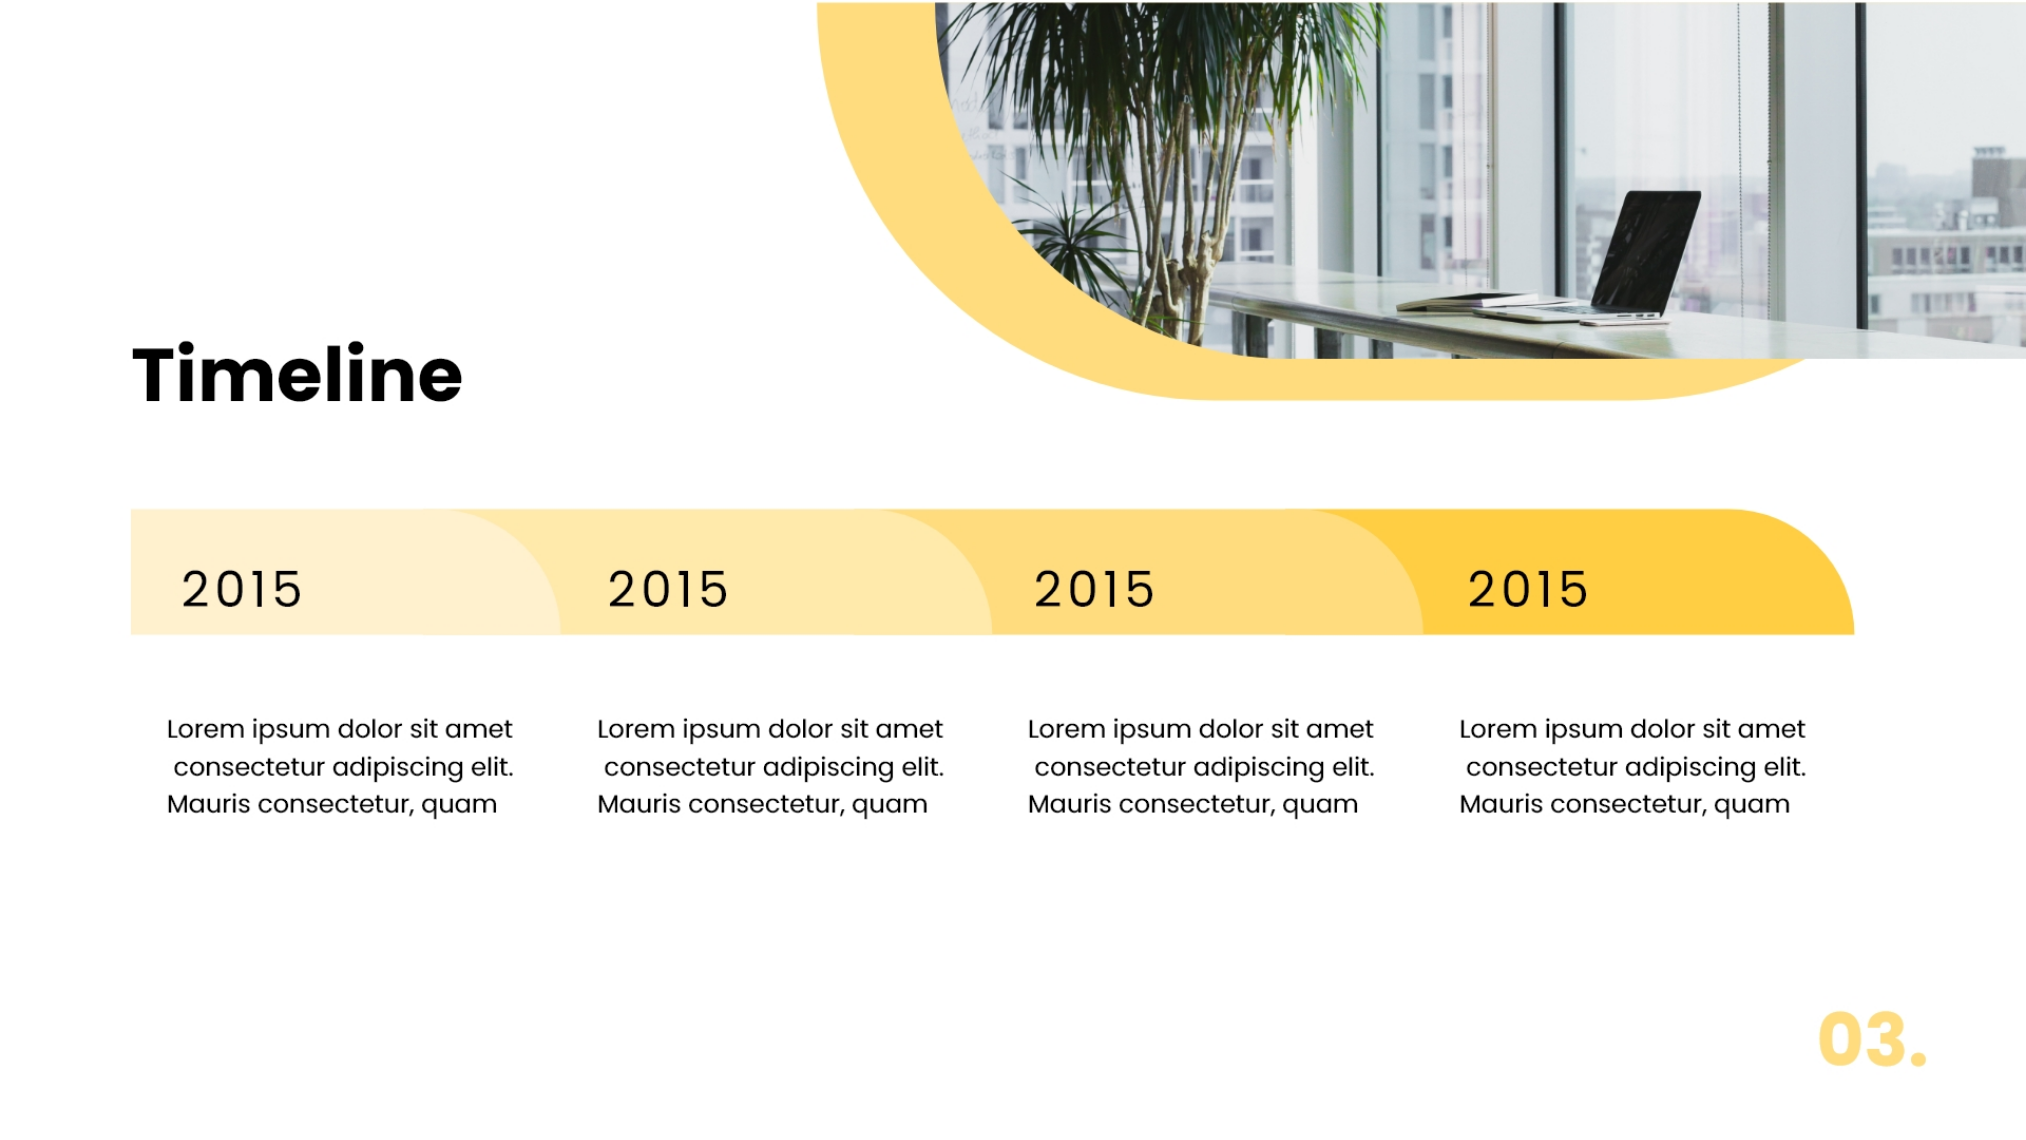 Timeline
2015
2015
2015
2015
Lorem ipsum dolor sit amet
consectetur adipiscing elit.
Mauris consectetur, quam
Lorem ipsum dolor sit amet
consectetur adipiscing elit.
Mauris consectetur, quam
Lorem ipsum dolor sit amet
consectetur adipiscing elit.
Mauris consectetur, quam
Lorem ipsum dolor sit amet
consectetur adipiscing elit.
Mauris consectetur, quam
03.